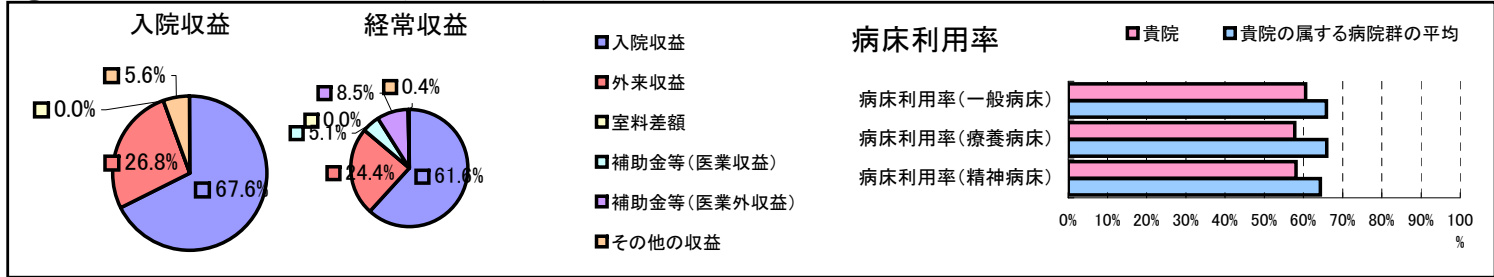 入院収益
5.6%
0.0%
26.8%
67.6%
経常収益
0.4%
8.5%
0.0%
5.1%
24.4%
61.6%
入院収益
外来収益
室料差額
補助金等(医業収益)
補助金等(医業外収益)
その他の収益
病床利用率
貴院
貴院の属する病院群の平均
病床利用率(一般病床)
病床利用率(療養病床)
病床利用率(精神病床)
0% 10% 20% 30% 40% 50% 60% 70% 80% 90% 100
%